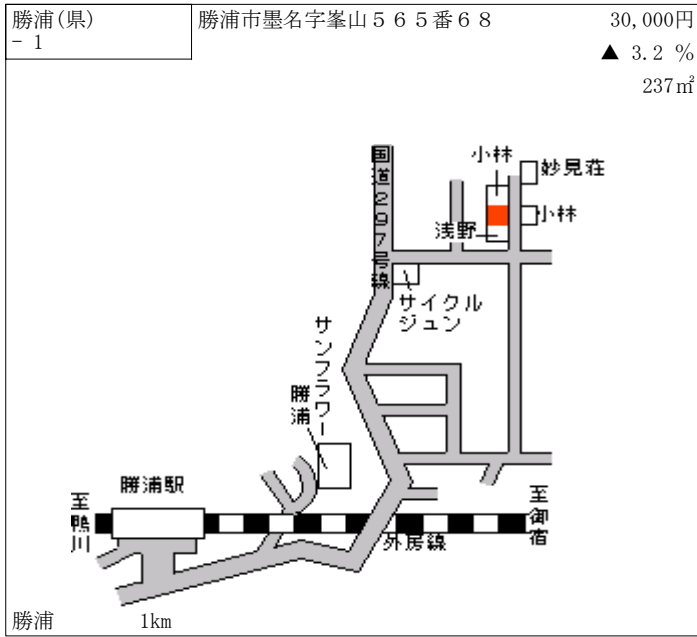 勝浦(県)
- 1
勝浦市墨名字峯山５６５番６８
30,000円
▲ 3.2 %
237㎡
国道２９７号線
小林
妙見荘
小林
浅野
サイクル
ジュン
サンフラワー
勝浦
勝浦駅
至鴨川
至御宿
外房線
勝浦 1km